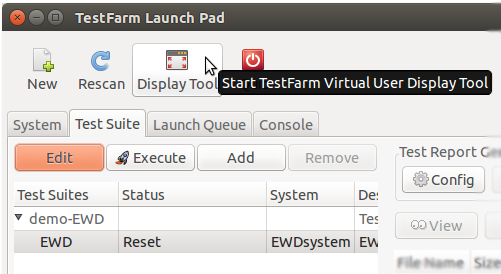 TestFarm Launch Pad
New Rescan Display Tool
Start TestFarm Virtual User Display Tool
System Test Suite Launch Queue Console
Edit Execute Add Remove
Test Report Ge
Config
View
Test Suites Status System Des
demo-EWD Tes
EWD Reset EWDsystem EW
File Name Size